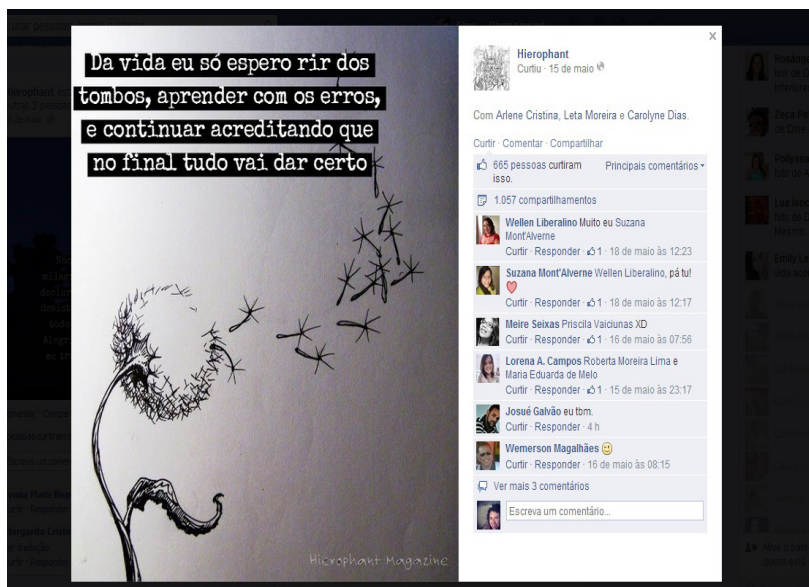 Da vida eu só espero rir dos
tombos, aprender com os erros,
e continuar acreditando que
no final tudo vai dar certo
Hierophant Magazine
Hierophant
Curtiu · 15 de maio
Com Arlene Cristina, Leta Moreira e Carolyne Dias.
Curtir · Comentar · Compartilhar
665 pessoas curtiram
isso.
Principais comentários
1.057 compartilhamentos
Wellen Liberalino Muito eu Suzana
Mont'Alverne
Curtir · Responder · 1 · 18 de maio às 12:23
Suzana Mont'Alverne Wellen Liberalino, pá tu!
Curtir · Responder · 1 · 18 de maio às 12:17
Meire Seixas Priscila Vaiciunas XD
Curtir · Responder · 1 · 16 de maio às 07:56
Lorena A. Campos Roberta Moreira Lima e
Maria Eduarda de Melo
Curtir · Responder · 1 · 15 de maio às 23:17
Josué Galvão eu tbm.
Curtir · Responder · 4 h
Wemerson Magalhães
Curtir · Responder · 16 de maio às 08:15
Ver mais 3 comentários
Escreva um comentário...